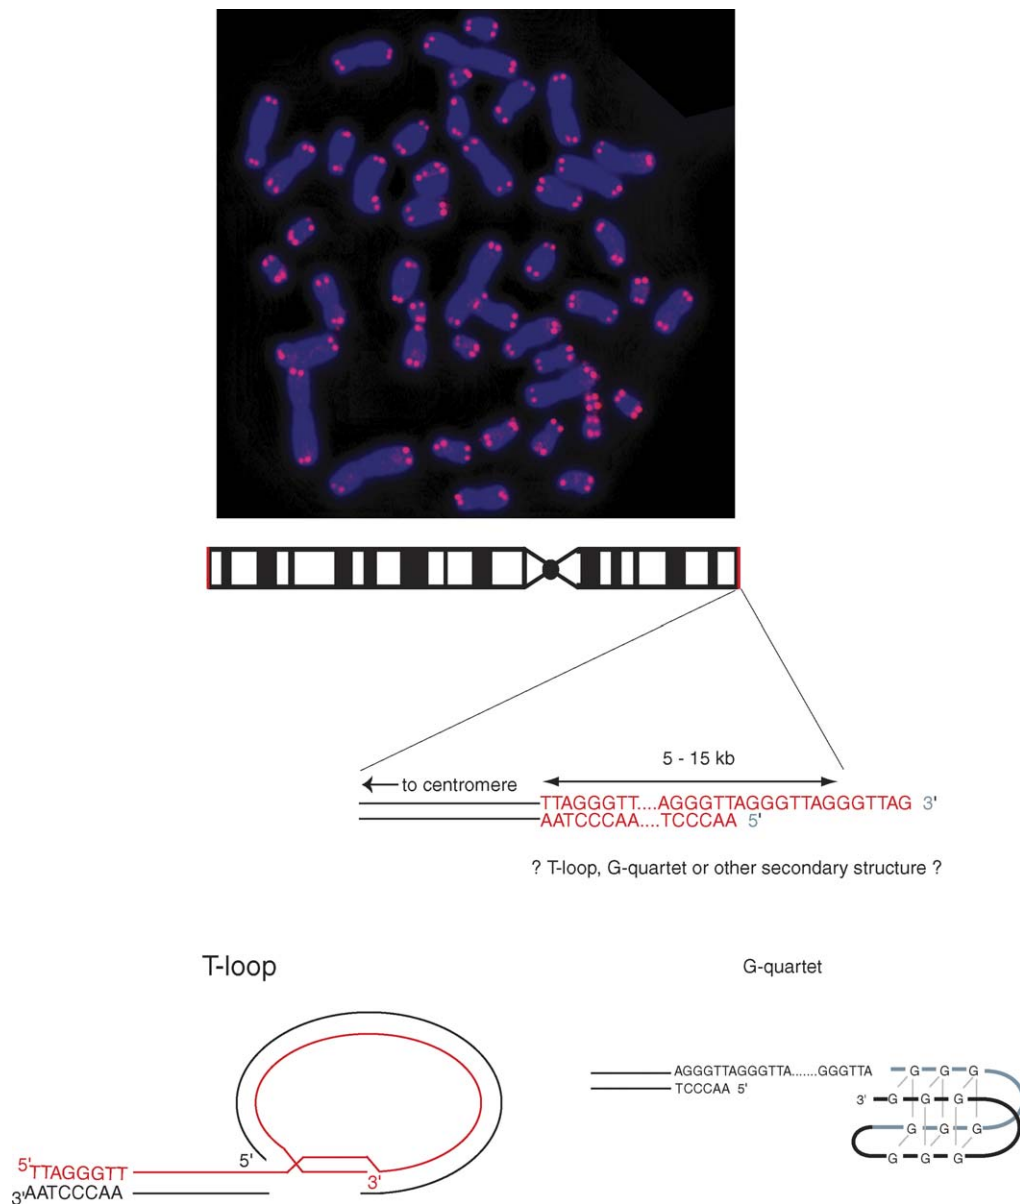 5 - 15 kb
to centromere
TTAGGGTT....AGGGTTAGGGTTAGGGTTAG 3'
AATCCCAA....TCCCAA 5'
? T-loop, G-quartet or other secondary structure ?
T-loop
G-quartet
AGGGTTAGGGTTA.......GGGTTA G G G
TCCCAA 5'
3' G G G
G G G
G G G
5'
5'TTAGGGTT
3'
3'AATCCCAA